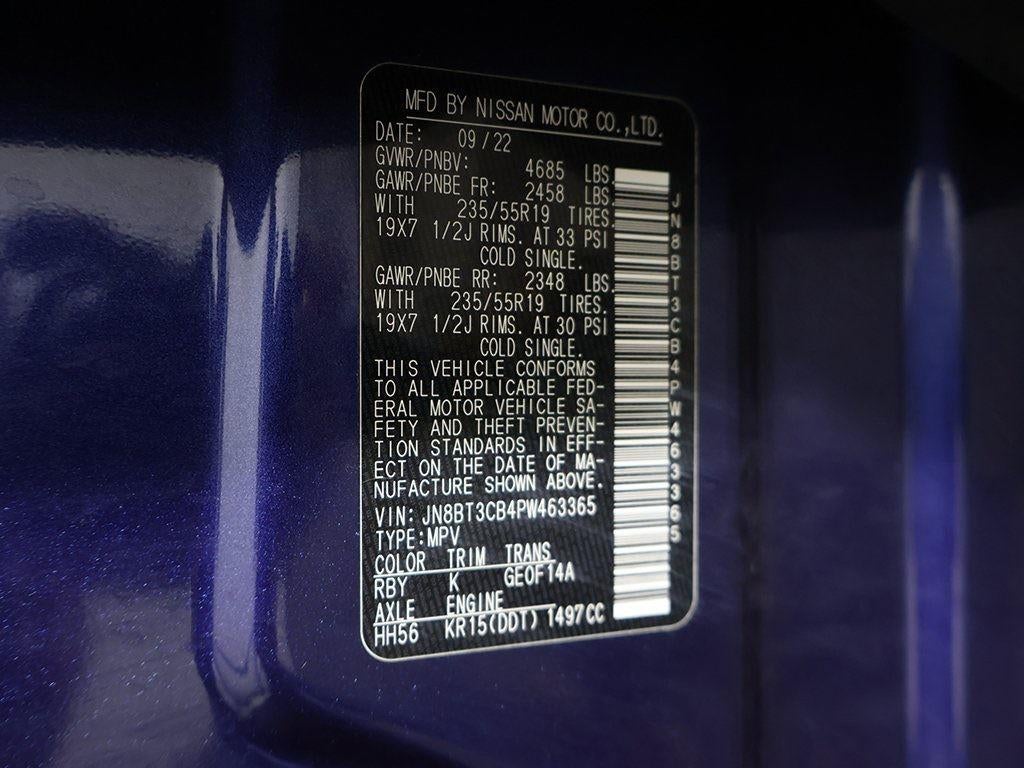 MFD BY NISSAN MOTOR CO.,LTD.
DATE: 09/22
GVWR/PNBV: 4685 LBS
GAWR/PNBE FR: 2458 LBS
WITH 235/55R19 TIRES.
19X7 1/2J RIMS. AT 33 PSI
COLD SINGLE.
GAWR/PNBE RR: 2348 LBS
WITH 235/55R19 TIRES.
19X7 1/2J RIMS. AT 30 PSI
COLD SINGLE.
THIS VEHICLE CONFORMS
TO ALL APPLICABLE FED-
ERAL MOTOR VEHICLE SA-
FETY AND THEFT PREVEN-
TION STANDARDS IN EFF-
ECT ON THE DATE OF MA-
NUFACTURE SHOWN ABOVE.
VIN: JN8BT3CB4PW463365
TYPE:MPV
COLOR TRIM TRANS
RBY K GE0F14A
AXLE ENGINE
HH56 KR15(DDT) 1497CC
JN8BT3CB4PW463365